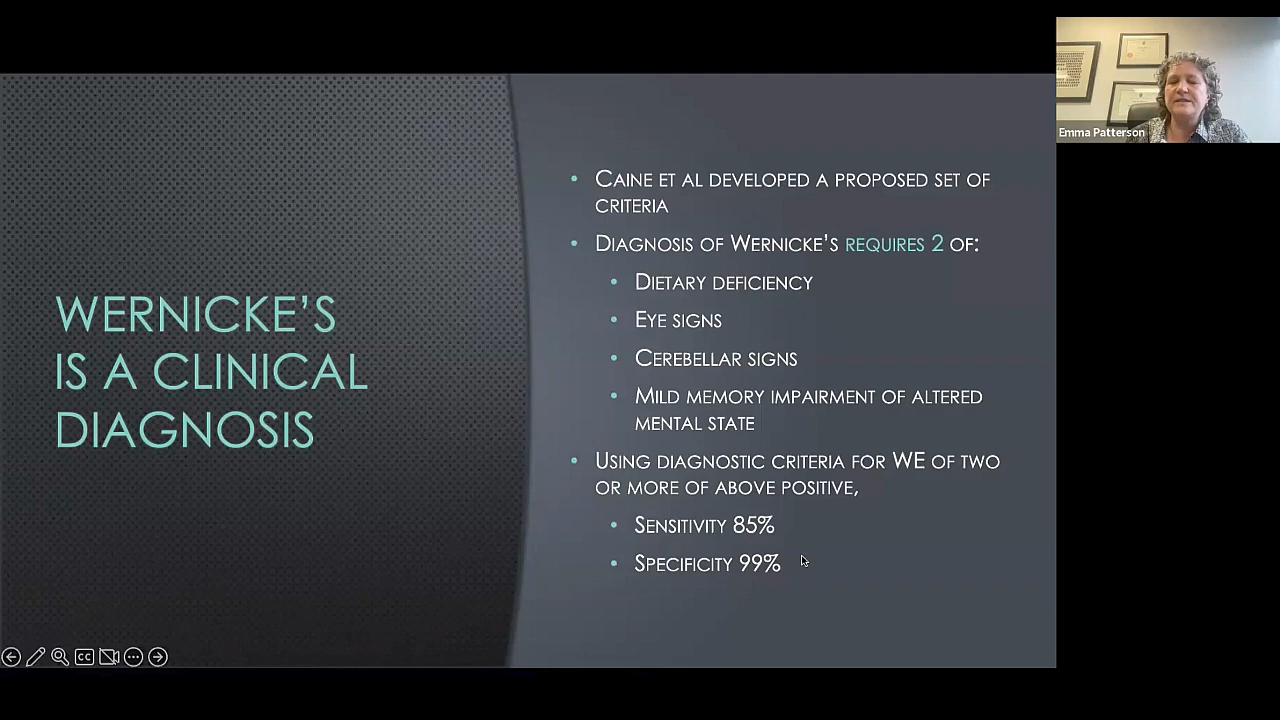 WERNICKE'S
IS A CLINICAL
DIAGNOSIS
• CAINE ET AL DEVELOPED A PROPOSED SET OF
CRITERIA
• DIAGNOSIS OF WERNICKE'S REQUIRES 2 OF:
• DIETARY DEFICIENCY
• EYE SIGNS
• CEREBELLAR SIGNS
• MILD MEMORY IMPAIRMENT OF ALTERED
MENTAL STATE
• USING DIAGNOSTIC CRITERIA FOR WE OF TWO
OR MORE OF ABOVE POSITIVE,
• SENSITIVITY 85%
• SPECIFICITY 99%
CC
Emma Patterson